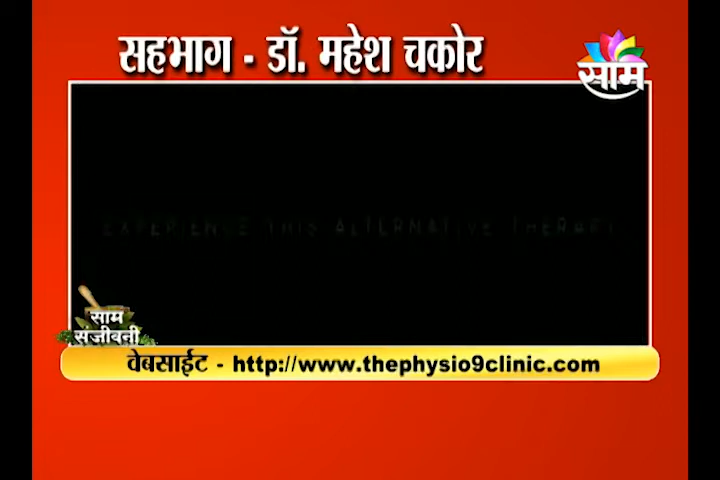 सहभाग - डॉ. महेश चकोर
साम
EXPERIENCE THIS ALTERNATIVE THERAPY
साम
संजीवनी
वेबसाईट - http://www.thephysio9clinic.com